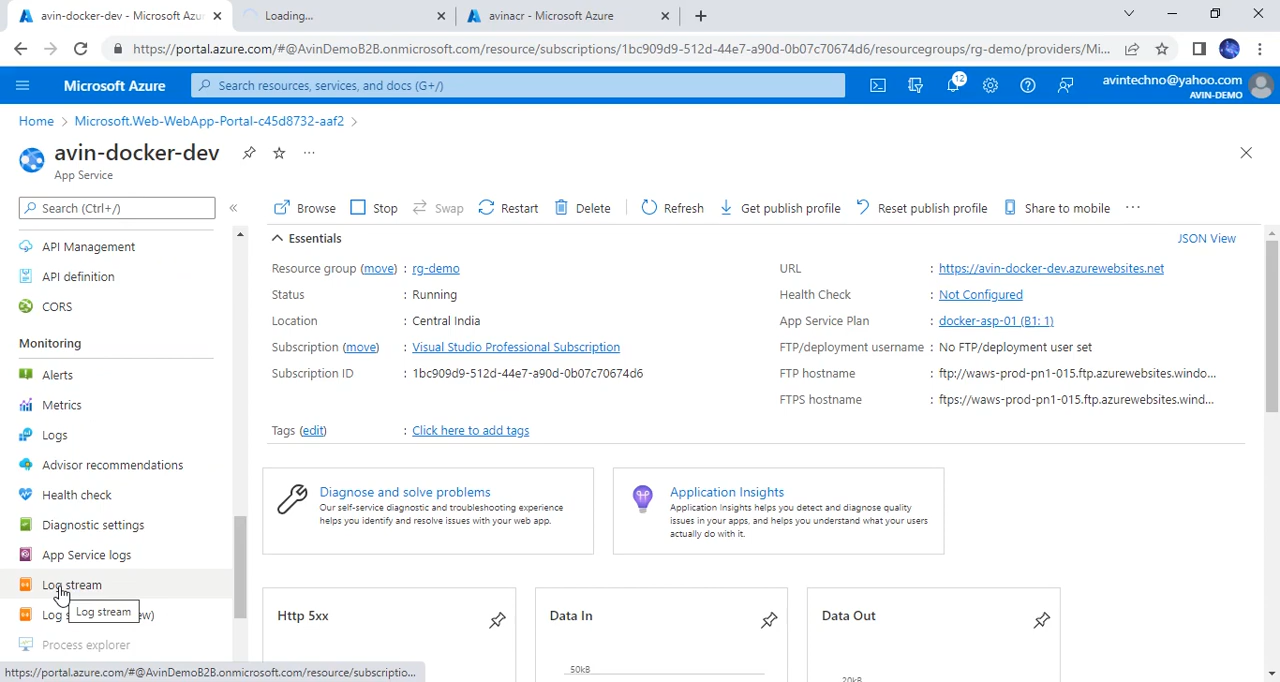 avin-docker-dev - Microsoft Azu
Loading...
avinacr - Microsoft Azure
https://portal.azure.com/#@AvinDemoB2B.onmicrosoft.com/resource/subscriptions/1bc909d9-512d-44e7-a90d-0b07c70674d6/resourcegroups/rg-demo/providers/Mi...
Microsoft Azure
Search resources, services, and docs (G+/)
12
avintechno@yahoo.com
AVIN-DEMO
Home > Microsoft.Web-WebApp-Portal-c45d8732-aaf2 >
avin-docker-dev
App Service
Search (Ctrl+/)
API Management
API definition
CORS
Monitoring
Alerts
Metrics
Logs
Advisor recommendations
Health check
Diagnostic settings
App Service logs
Log stream
Log s
ew)
Log stream
Process explorer
Browse Stop Swap Restart Delete Refresh Get publish profile Reset publish profile Share to mobile ...
Essentials
JSON View
Resource group (move) : rg-demo
Status : Running
Location : Central India
Subscription (move) : Visual Studio Professional Subscription
Subscription ID : 1bc909d9-512d-44e7-a90d-0b07c70674d6
URL : https://avin-docker-dev.azurewebsites.net
Health Check : Not Configured
App Service Plan : docker-asp-01 (B1: 1)
FTP/deployment username : No FTP/deployment user set
FTP hostname : ftp://waws-prod-pn1-015.ftp.azurewebsites.windo...
FTPS hostname : ftps://waws-prod-pn1-015.ftp.azurewebsites.wind...
Tags (edit) : Click here to add tags
Diagnose and solve problems
Our self-service diagnostic and troubleshooting experience
helps you identify and resolve issues with your web app.
Application Insights
Application Insights helps you detect and diagnose quality
issues in your apps, and helps you understand what your users
actually do with it.
Http 5xx
Data In
50kB
Data Out
20kB
https://portal.azure.com/#@AvinDemoB2B.onmicrosoft.com/resource/subscriptio...